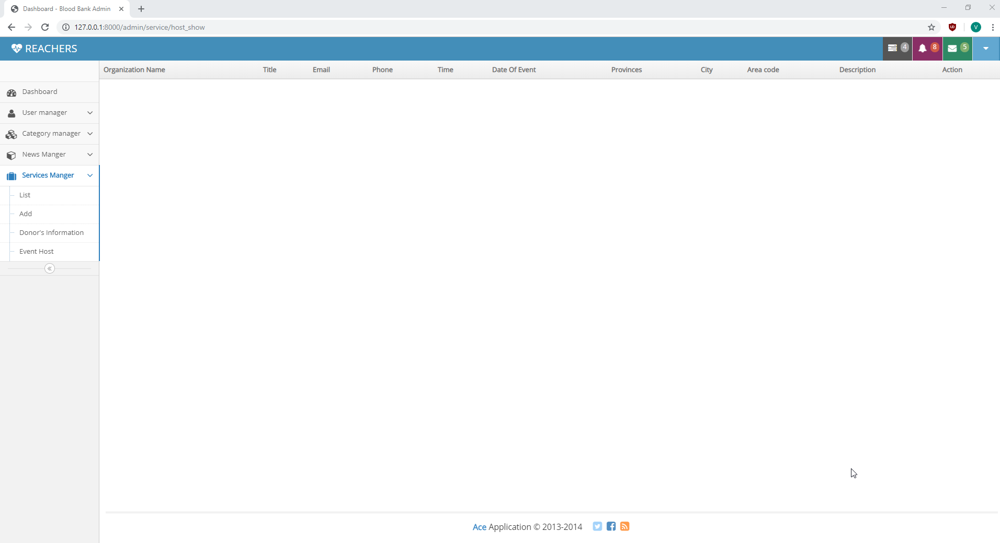 Dashboard - Blood Bank Admin
127.0.0.1:8000/admin/service/host_show
V
REACHERS
4 8 5
Organization Name Title Email Phone Time Date Of Event Provinces City Area code Description Action
Dashboard
User manager
Category manager
News Manger
Services Manger
List
Add
Donor's Information
Event Host
Ace Application © 2013-2014